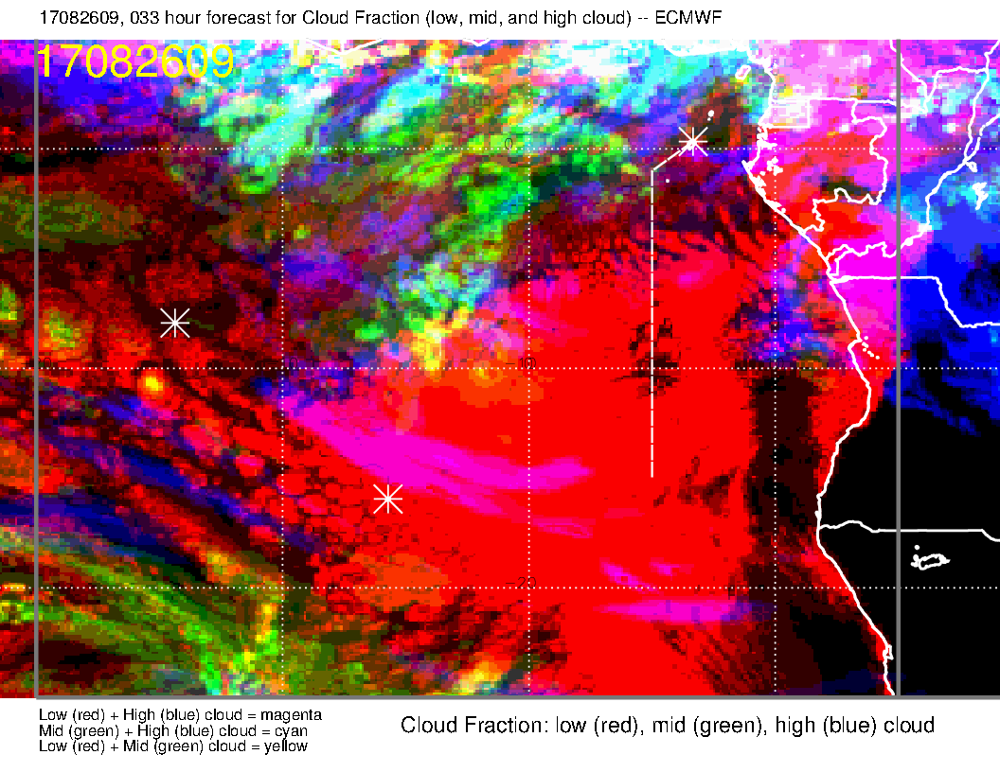 17082609, 033 hour forecast for Cloud Fraction (low, mid, and high cloud) -- ECMWF
17082609
0
-10
-20
Low (red) + High (blue) cloud = magenta
Mid (green) + High (blue) cloud = cyan
Low (red) + Mid (green) cloud = yellow
Cloud Fraction: low (red), mid (green), high (blue) cloud